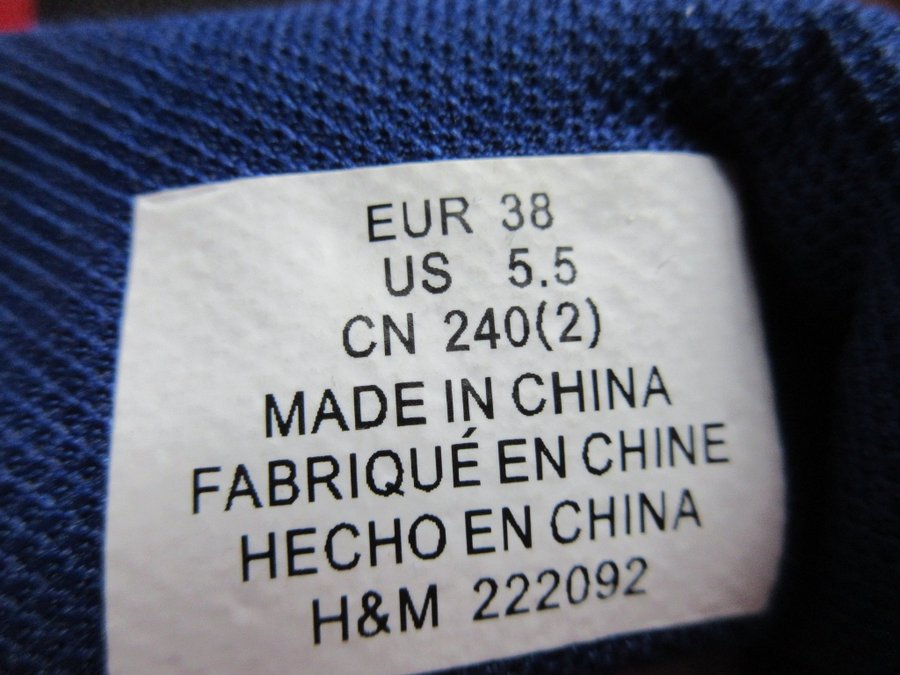 EUR 38
US 5.5
CN 240(2)
MADE IN CHINA
FABRIQUÉ EN CHINE
HECHO EN CHINA
H&M 222092